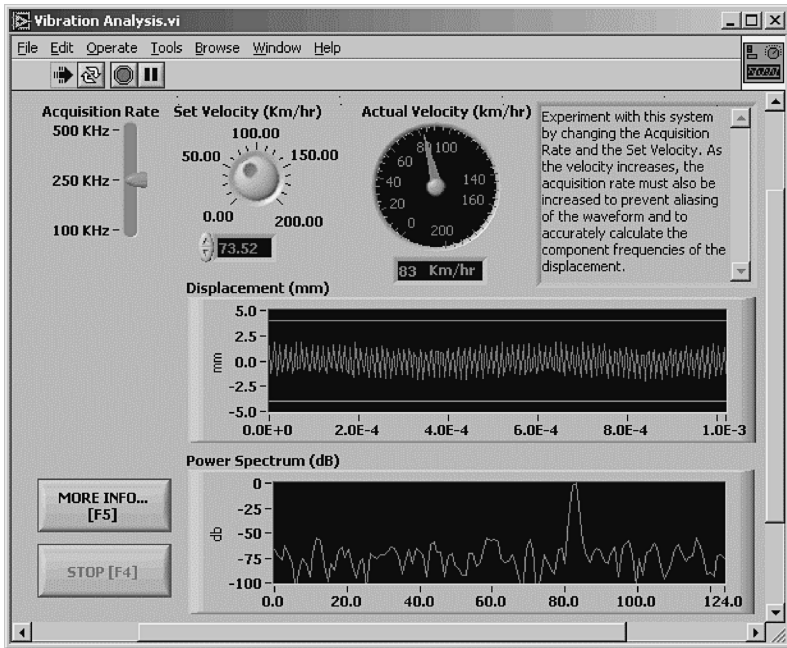 Vibration Analysis.vi
File Edit Operate Tools Browse Window Help
Acquisition Rate
500 KHz
250 KHz
100 KHz
Set Velocity (Km/hr)
100.00
50.00 150.00
0.00 200.00
73.52
Actual Velocity (km/hr)
80 100
60
40 140
20 160
0 200
83 Km/hr
Experiment with this system
by changing the Acquisition
Rate and the Set Velocity. As
the velocity increases, the
acquisition rate must also be
increased to prevent aliasing
of the waveform and to
accurately calculate the
component frequencies of the
displacement.
Displacement (mm)
mm
5.0
2.5
0.0
-2.5
-5.0
0.0E+0 2.0E-4 4.0E-4 6.0E-4 8.0E-4 1.0E-3
Power Spectrum (dB)
db
0
-25
-50
-75
-100
0.0 20.0 40.0 60.0 80.0 100.0 124.0
MORE INFO...
[F5]
STOP [F4]